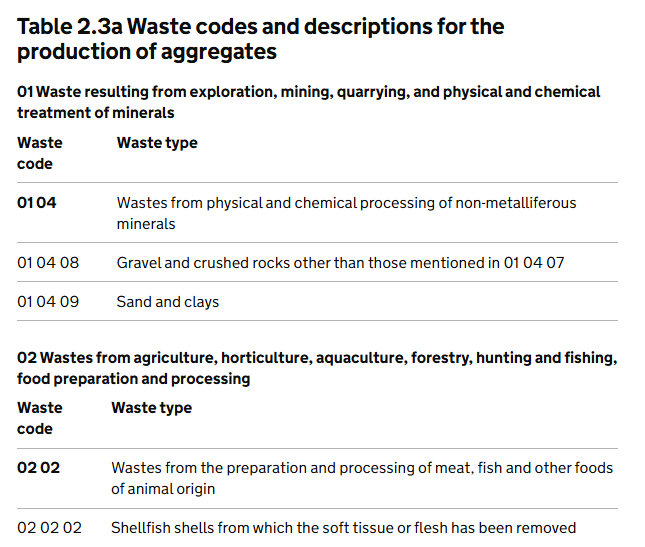 Table 2.3a Waste codes and descriptions for the
production of aggregates
01 Waste resulting from exploration, mining, quarrying, and physical and chemical
treatment of minerals
Waste code Waste type
01 04 Wastes from physical and chemical processing of non-metalliferous
minerals
01 04 08 Gravel and crushed rocks other than those mentioned in 01 04 07
01 04 09 Sand and clays
02 Wastes from agriculture, horticulture, aquaculture, forestry, hunting and fishing,
food preparation and processing
Waste code Waste type
02 02 Wastes from the preparation and processing of meat, fish and other foods
of animal origin
02 02 02 Shellfish shells from which the soft tissue or flesh has been removed